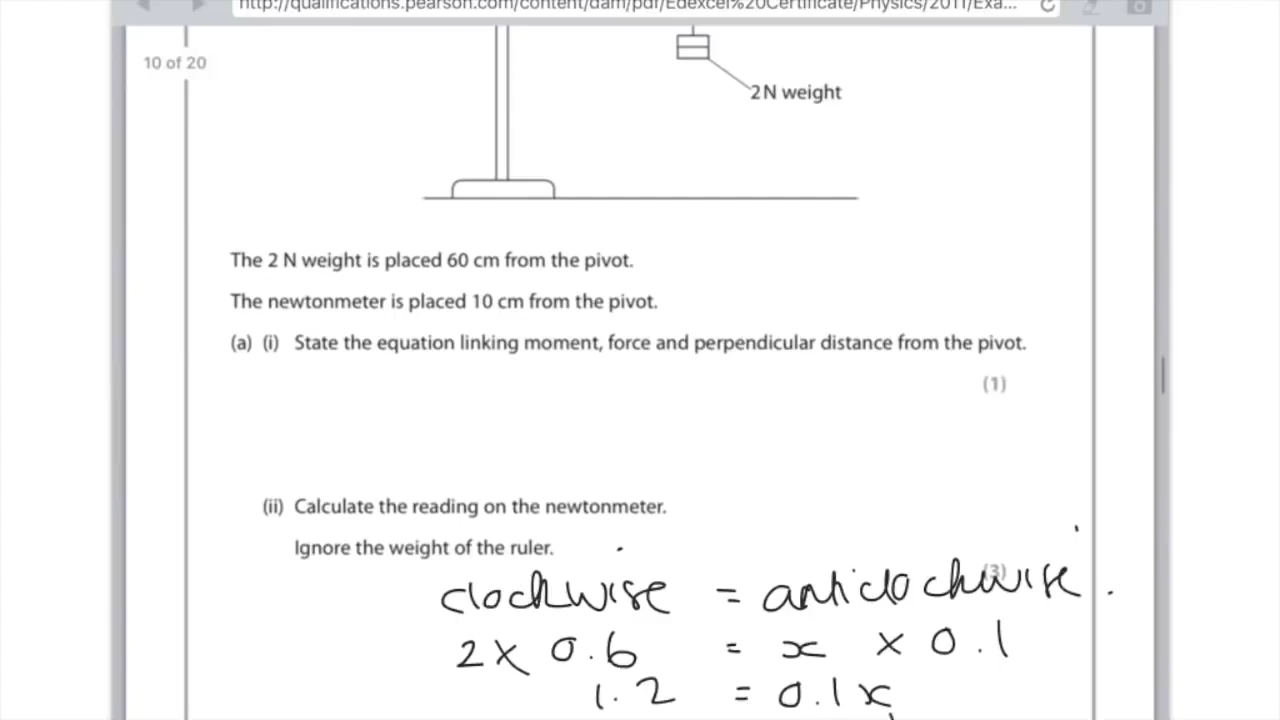 http://qualifications.pearson.com/content/dam/pdf/Edexcel%20Certificate/Physics/2011/Exa...
10 of 20
2N weight
The 2 N weight is placed 60 cm from the pivot.
The newtonmeter is placed 10 cm from the pivot.
(a) (i) State the equation linking moment, force and perpendicular distance from the pivot.
(1)
(ii) Calculate the reading on the newtonmeter.
Ignore the weight of the ruler.
(3)
clockwise = anticlockwise.
2 x 0.6 = x x 0.1
1.2 = 0.1x